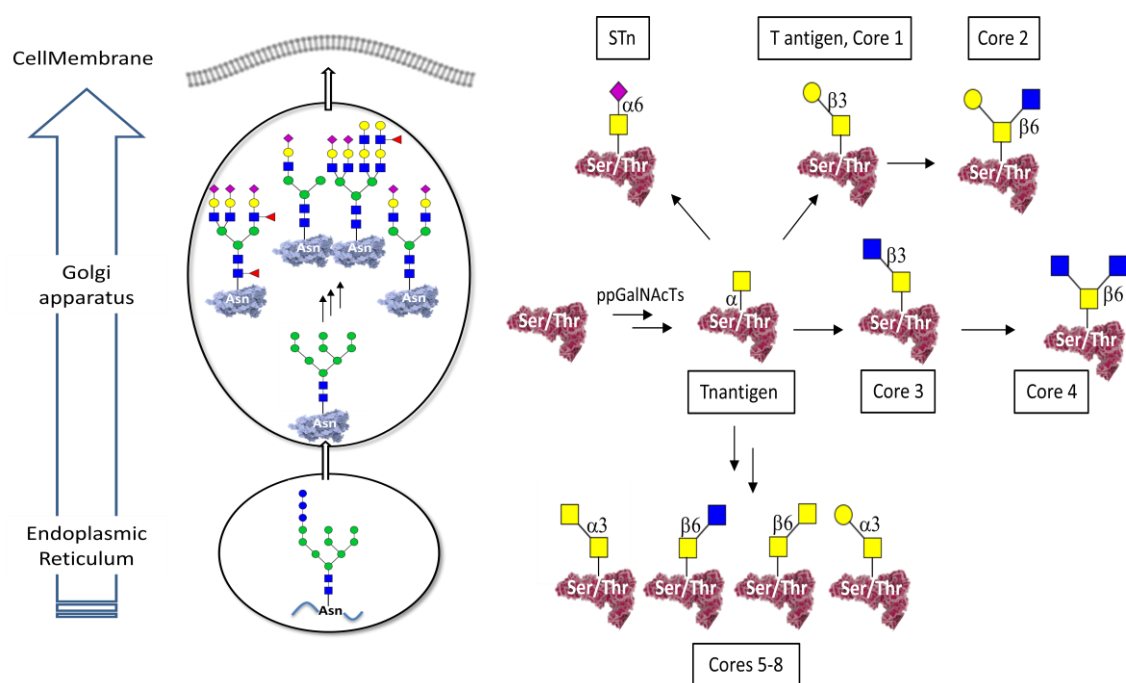 CellMembrane
Golgi
apparatus
Endoplasmic
Reticulum
Asn
Asn
Asn
Asn
Asn
Asn
STn
α6
Ser/Thr
T antigen, Core 1
β3
Ser/Thr
Core 2
β6
Ser/Thr
Ser/Thr
ppGalNAcTs
α
Ser/Thr
Tnantigen
β3
Ser/Thr
Core 3
β6
Ser/Thr
Core 4
α3
Ser/Thr
β6
Ser/Thr
β6
Ser/Thr
α3
Ser/Thr
Cores 5-8